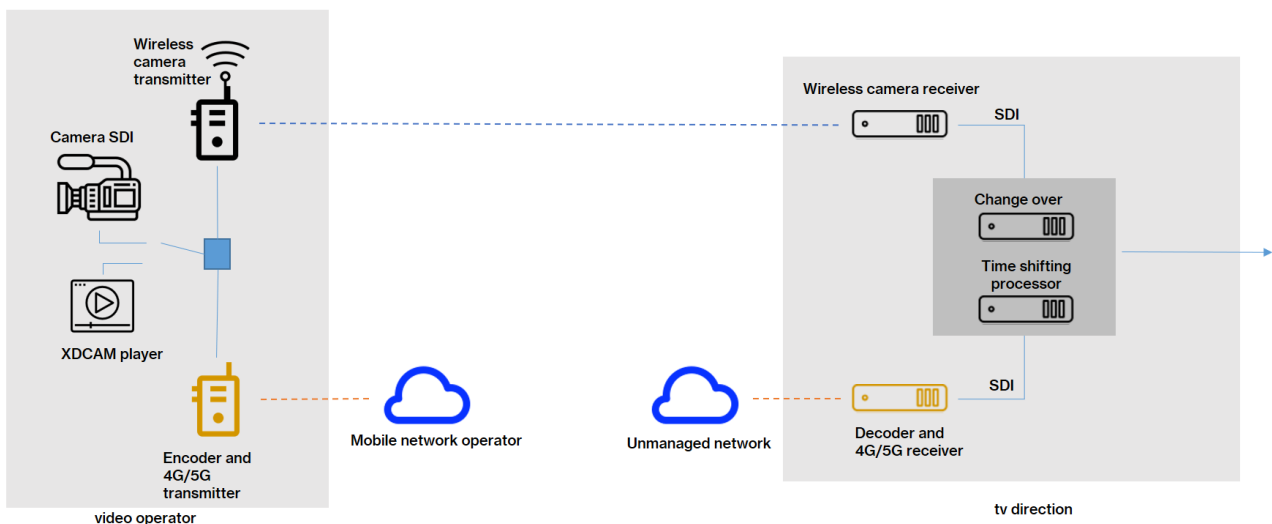 Wireless
camera
transmitter
Camera SDI
XDCAM player
Encoder and
4G/5G
transmitter
video operator
Mobile network operator
Unmanaged network
Wireless camera receiver
SDI
Change over
Time shifting
processor
SDI
Decoder and
4G/5G receiver
tv direction